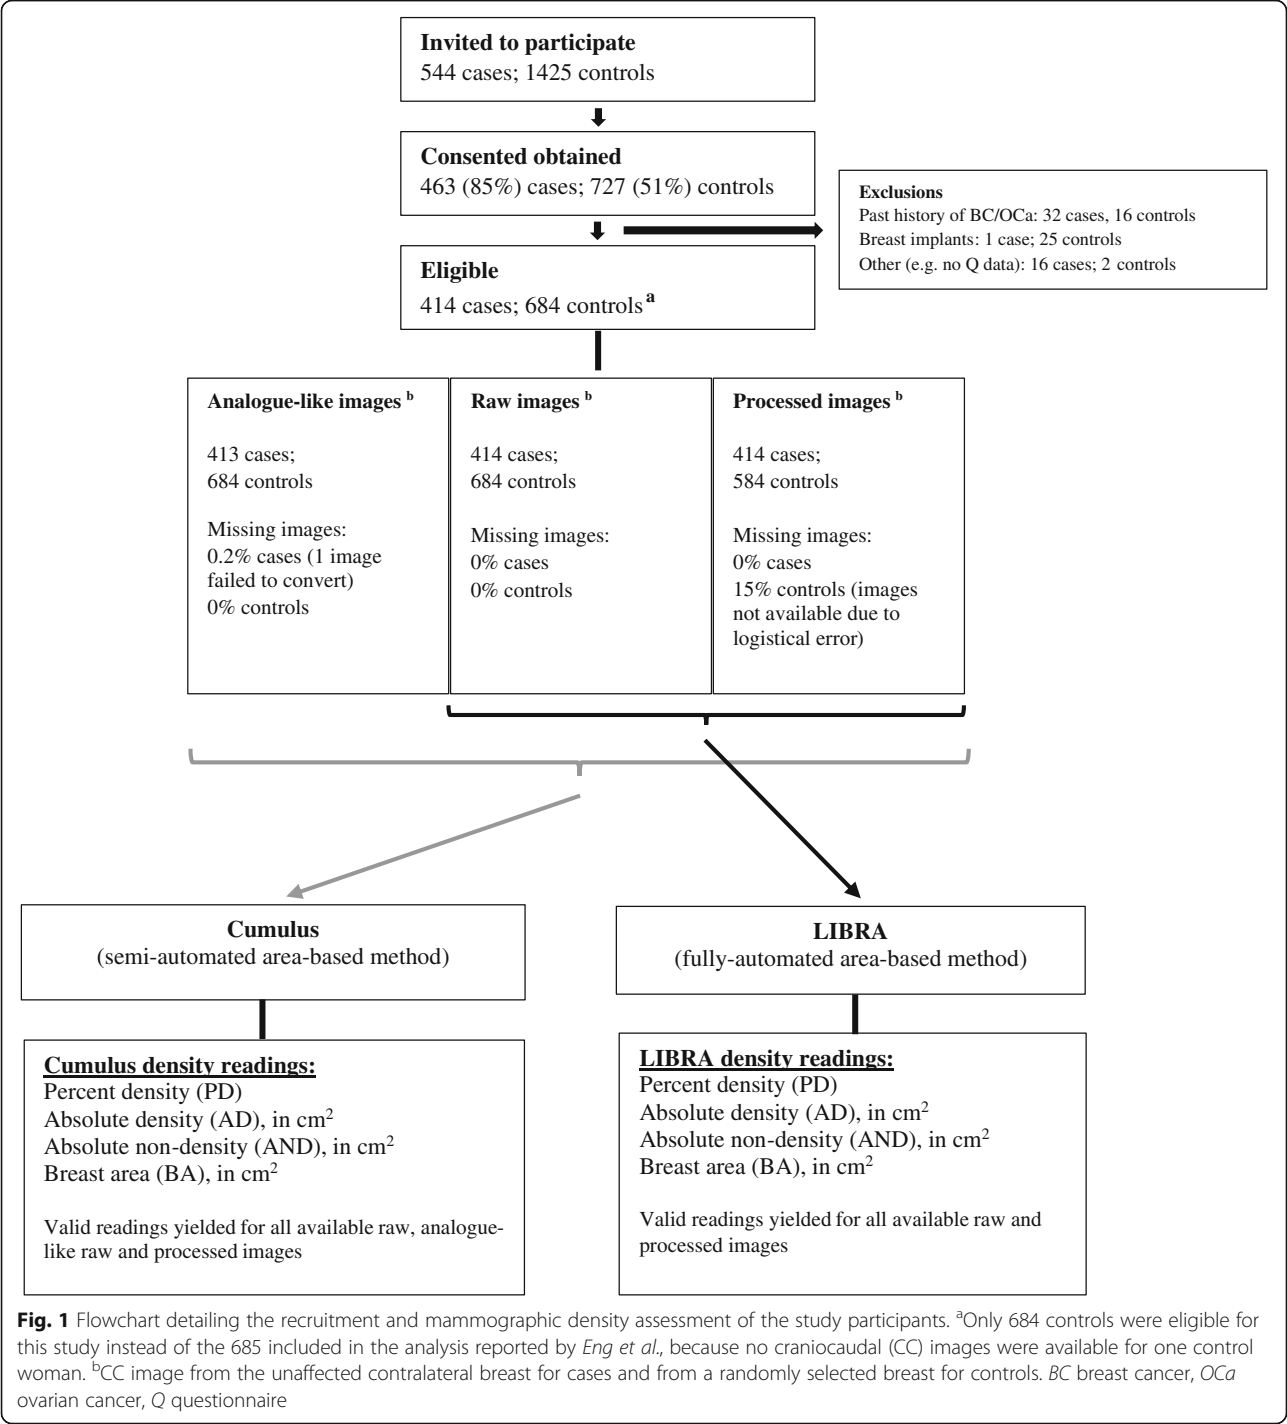 Invited to participate
544 cases; 1425 controls
Consented obtained
463 (85%) cases; 727 (51%) controls
Exclusions
Past history of BC/OCa: 32 cases, 16 controls
Breast implants: 1 case; 25 controls
Other (e.g. no Q data): 16 cases; 2 controls
Eligible
414 cases; 684 controls a
Analogue-like images b
413 cases;
684 controls
Missing images:
0.2% cases (1 image
failed to convert)
0% controls
Raw images b
414 cases;
684 controls
Missing images:
0% cases
0% controls
Processed images b
414 cases;
584 controls
Missing images:
0% cases
15% controls (images
not available due to
logistical error)
Cumulus
(semi-automated area-based method)
LIBRA
(fully-automated area-based method)
Cumulus density readings:
Percent density (PD)
Absolute density (AD), in cm²
Absolute non-density (AND), in cm²
Breast area (BA), in cm²
Valid readings yielded for all available raw, analogue-
like raw and processed images
LIBRA density readings:
Percent density (PD)
Absolute density (AD), in cm²
Absolute non-density (AND), in cm²
Breast area (BA), in cm²
Valid readings yielded for all available raw and
processed images
Fig. 1 Flowchart detailing the recruitment and mammographic density assessment of the study participants. aOnly 684 controls were eligible for
this study instead of the 685 included in the analysis reported by Eng et al., because no craniocaudal (CC) images were available for one control
woman. bCC image from the unaffected contralateral breast for cases and from a randomly selected breast for controls. BC breast cancer, OCa
ovarian cancer, Q questionnaire